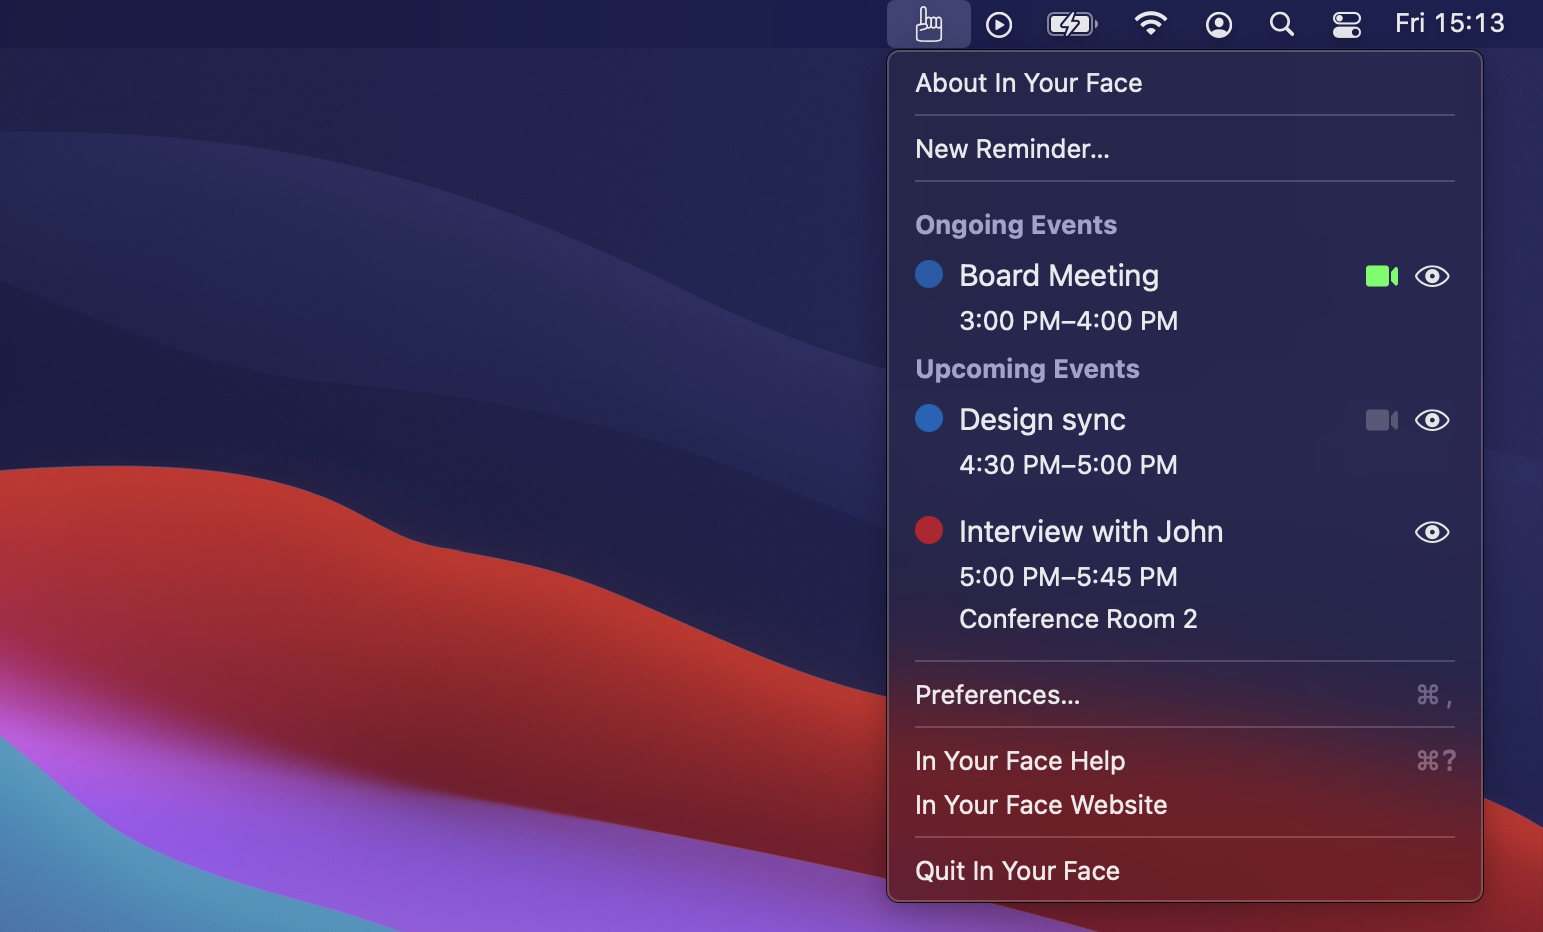 Fri 15:13
About In Your Face
New Reminder...
Ongoing Events
Board Meeting
3:00 PM–4:00 PM
Upcoming Events
Design sync
4:30 PM–5:00 PM
Interview with John
5:00 PM–5:45 PM
Conference Room 2
Preferences... ⌘ ,
In Your Face Help ⌘?
In Your Face Website
Quit In Your Face